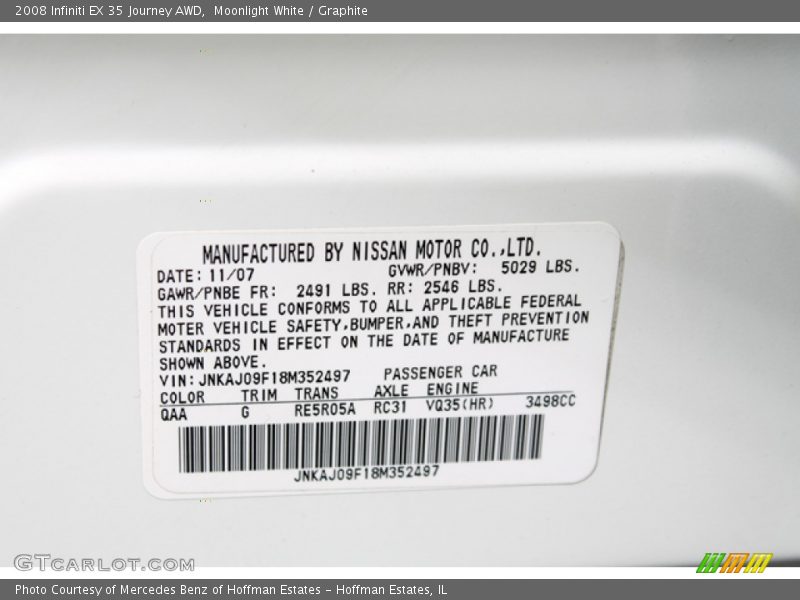 2008 Infiniti EX 35 Journey AWD, Moonlight White / Graphite
MANUFACTURED BY NISSAN MOTOR CO.,LTD.
DATE: 11/07 GVWR/PNBV: 5029 LBS.
GAWR/PNBE FR: 2491 LBS. RR: 2546 LBS.
THIS VEHICLE CONFORMS TO ALL APPLICABLE FEDERAL
MOTER VEHICLE SAFETY,BUMPER,AND THEFT PREVENTION
STANDARDS IN EFFECT ON THE DATE OF MANUFACTURE
SHOWN ABOVE.
VIN: JNKAJ09F18M352497 PASSENGER CAR
COLOR TRIM TRANS AXLE ENGINE
QAA G RE5R05A RC31 VQ35(HR) 3498CC
JNKAJ09F18M352497
GTCARLOT.COM
Photo Courtesy of Mercedes Benz of Hoffman Estates - Hoffman Estates, IL